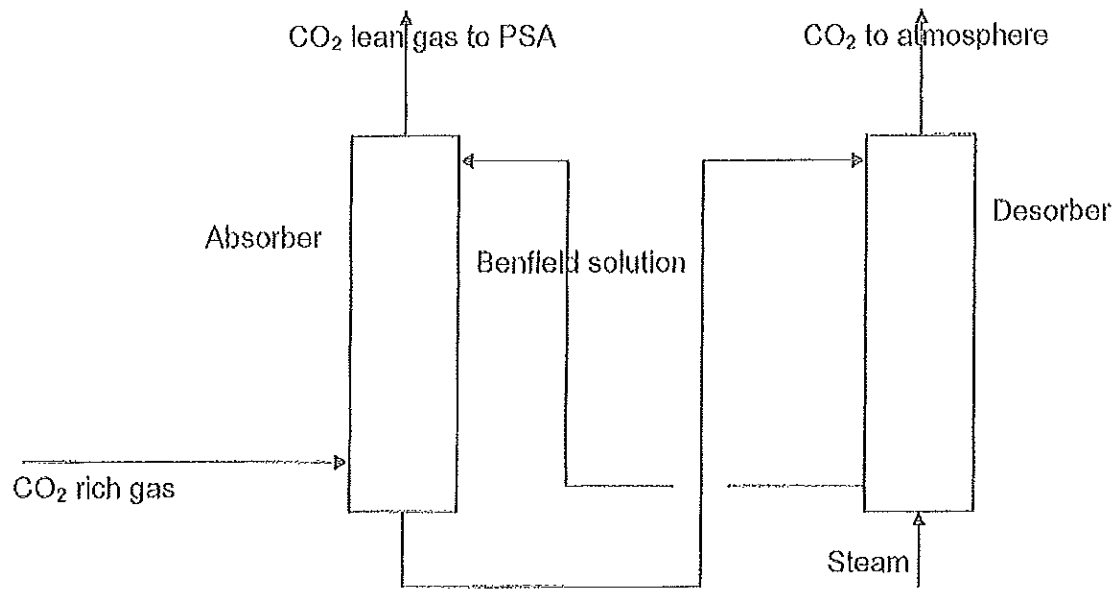 CO₂ lean gas to PSA
CO₂ to atmosphere
Absorber
Benfield solution
Desorber
CO₂ rich gas
Steam